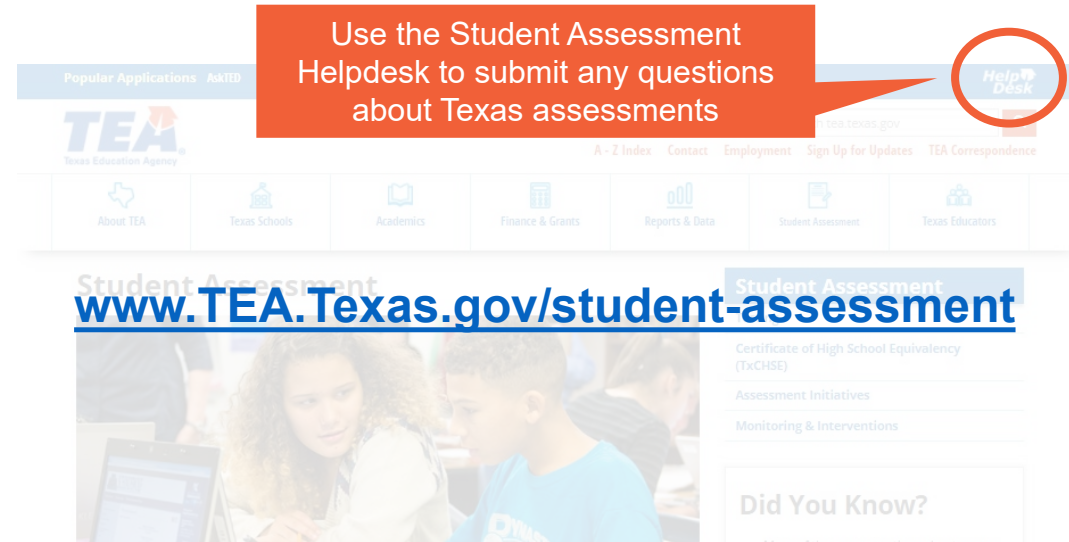 Use the Student Assessment
Helpdesk to submit any questions
about Texas assessments
Popular Applications AskTED
Help
Desk
TEA
Texas Education Agency
tea.texas.gov
A - Z Index Contact Employment Sign Up for Updates TEA Correspondence
About TEA Texas Schools Academics Finance & Grants Reports & Data Student Assessment Texas Educators
Student Assessment
Student Assessment
www.TEA.Texas.gov/student-assessment
Certificate of High School Equivalency
(TxCHSE)
Assessment Initiatives
Monitoring & Interventions
Did You Know?